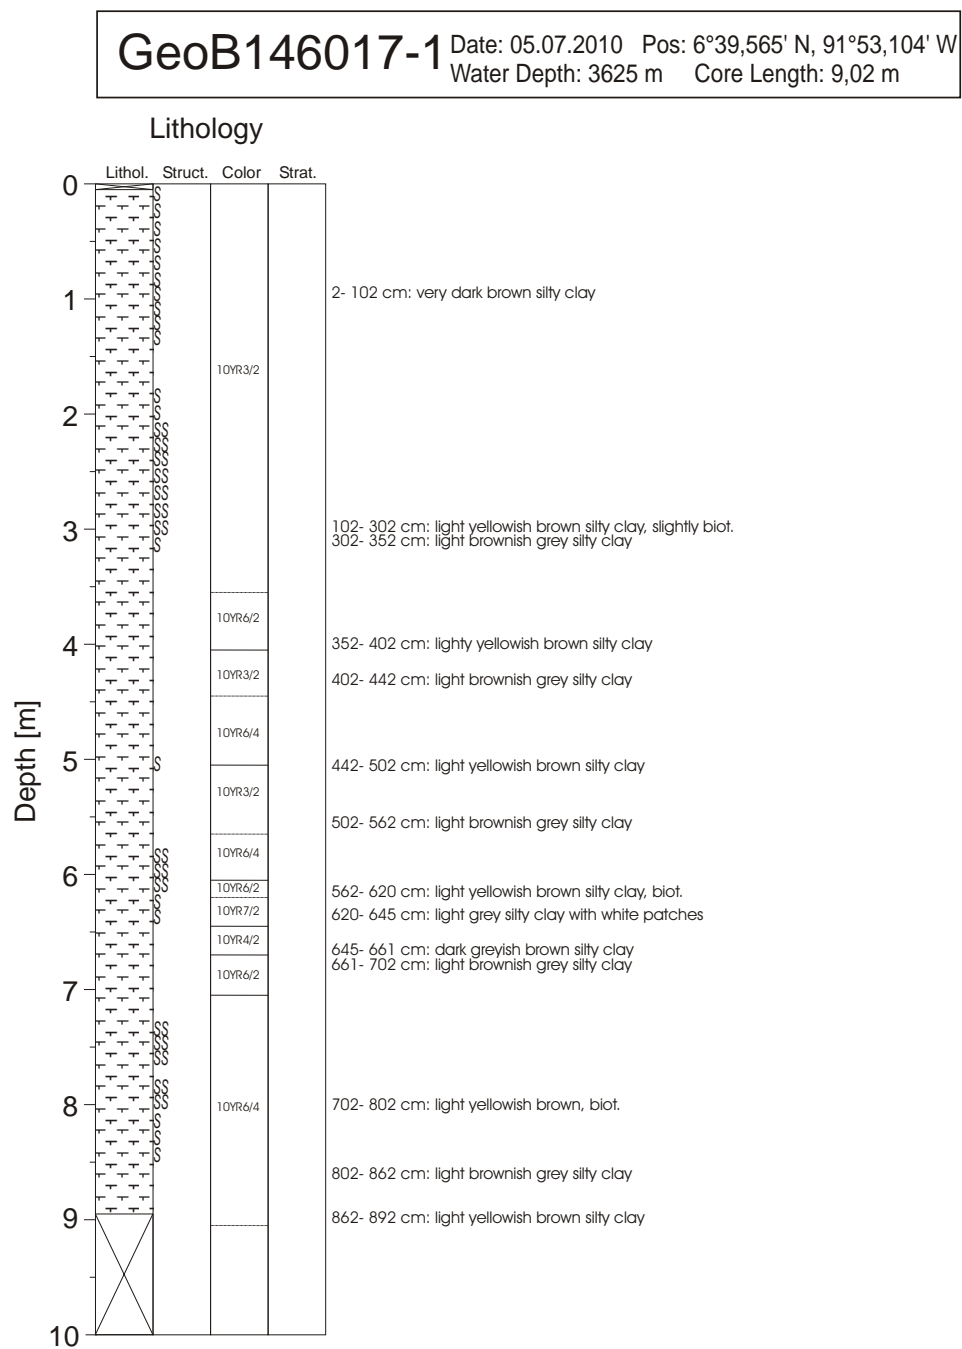 GeoB146017-1 Date: 05.07.2010 Pos: 6°39,565' N, 91°53,104' W
Water Depth: 3625 m Core Length: 9,02 m
Lithology
Lithol. Struct. Color Strat.
0
2- 102 cm: very dark brown silty clay
1
10YR3/2
2
102- 302 cm: light yellowish brown silty clay, slightly biot.
3
302- 352 cm: light brownish grey silty clay
10YR6/2
352- 402 cm: lighty yellowish brown silty clay
4
10YR3/2
402- 442 cm: light brownish grey silty clay
10YR6/4
Depth [m]
5
442- 502 cm: light yellowish brown silty clay
10YR3/2
502- 562 cm: light brownish grey silty clay
10YR6/4
6
10YR6/2
562- 620 cm: light yellowish brown silty clay, biot.
10YR7/2
620- 645 cm: light grey silty clay with white patches
10YR4/2
645- 661 cm: dark greyish brown silty clay
661- 702 cm: light brownish grey silty clay
10YR6/2
7
8
10YR6/4
702- 802 cm: light yellowish brown, biot.
802- 862 cm: light brownish grey silty clay
9
862- 892 cm: light yellowish brown silty clay
10